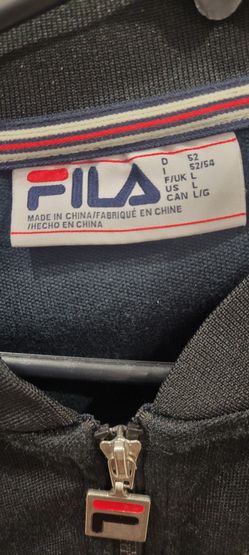 FILA
D 52
I 52/54
F/UK L
US L
CAN L/G
MADE IN CHINA/FABRIQUÉ EN CHINE
/HECHO EN CHINA
F